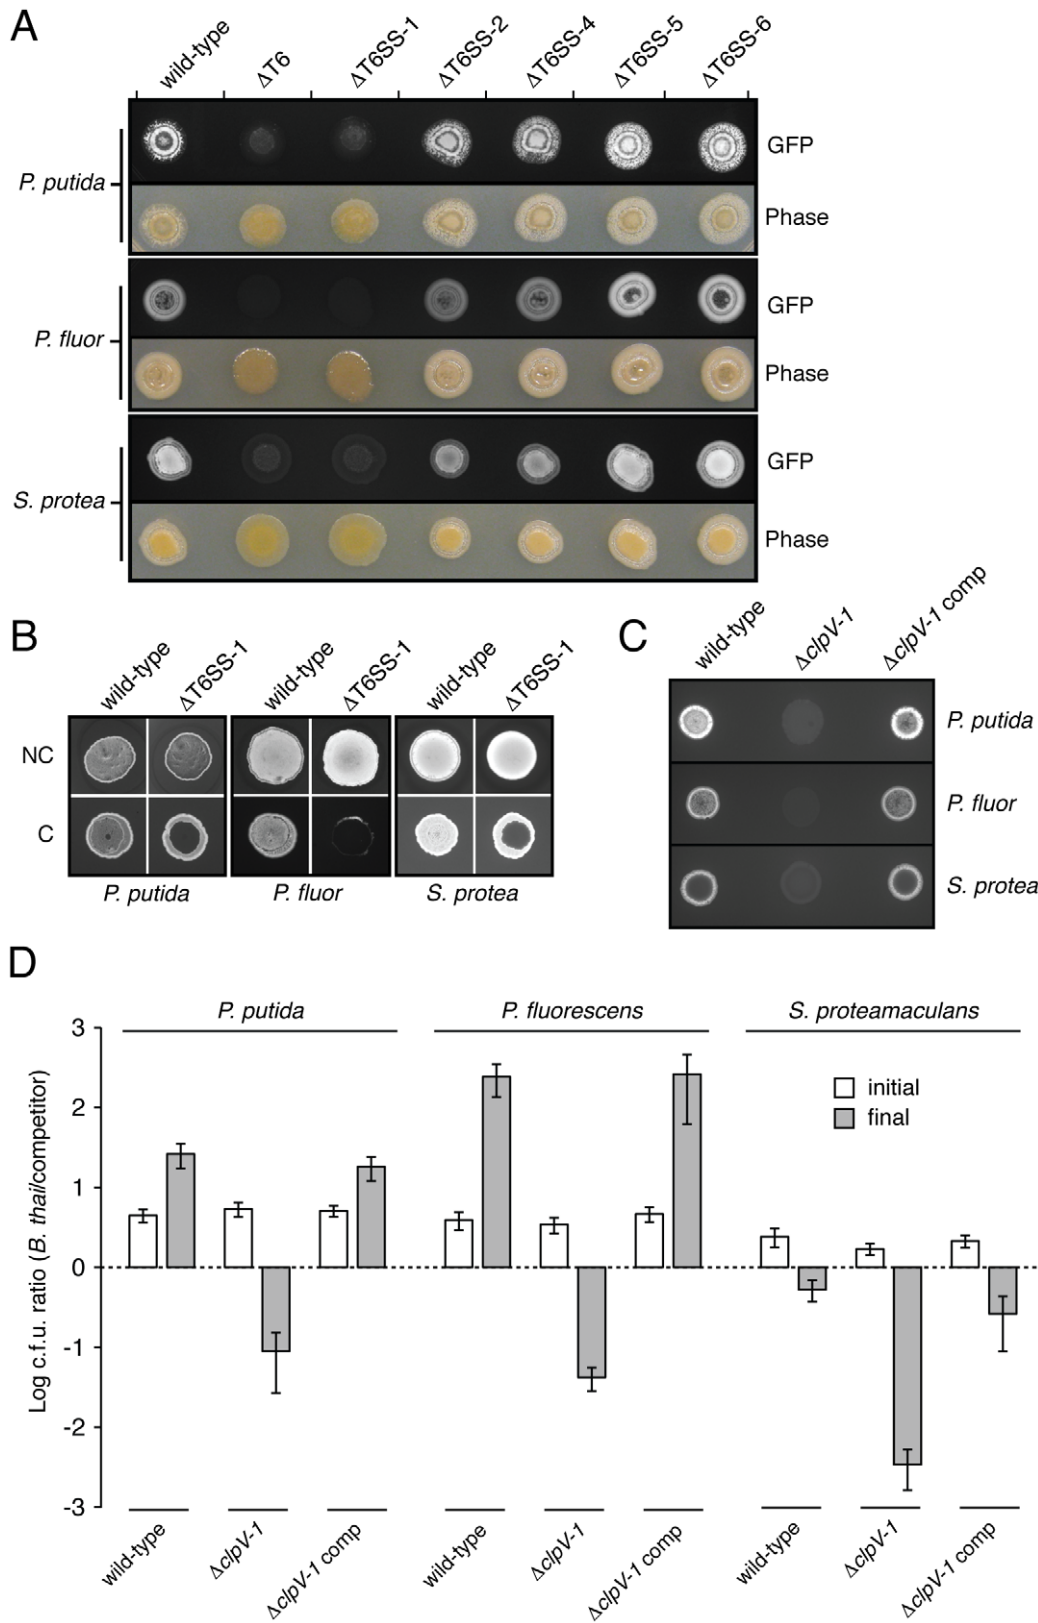 A
wild-type
ΔT6
ΔT6SS-1
ΔT6SS-2
ΔT6SS-4
ΔT6SS-5
ΔT6SS-6
P. putida
GFP
Phase
P. fluor
GFP
Phase
S. protea
GFP
Phase
B
wild-type
ΔT6SS-1
wild-type
ΔT6SS-1
wild-type
ΔT6SS-1
NC
C
P. putida
P. fluor
S. protea
C
wild-type
ΔclpV-1
ΔclpV-1 comp
P. putida
P. fluor
S. protea
D
P. putida
P. fluorescens
S. proteamaculans
Log c.f.u. ratio (B. thai/competitor)
3
2
1
0
-1
-2
-3
initial
final
wild-type
ΔclpV-1
ΔclpV-1 comp
wild-type
ΔclpV-1
ΔclpV-1 comp
wild-type
ΔclpV-1
ΔclpV-1 comp